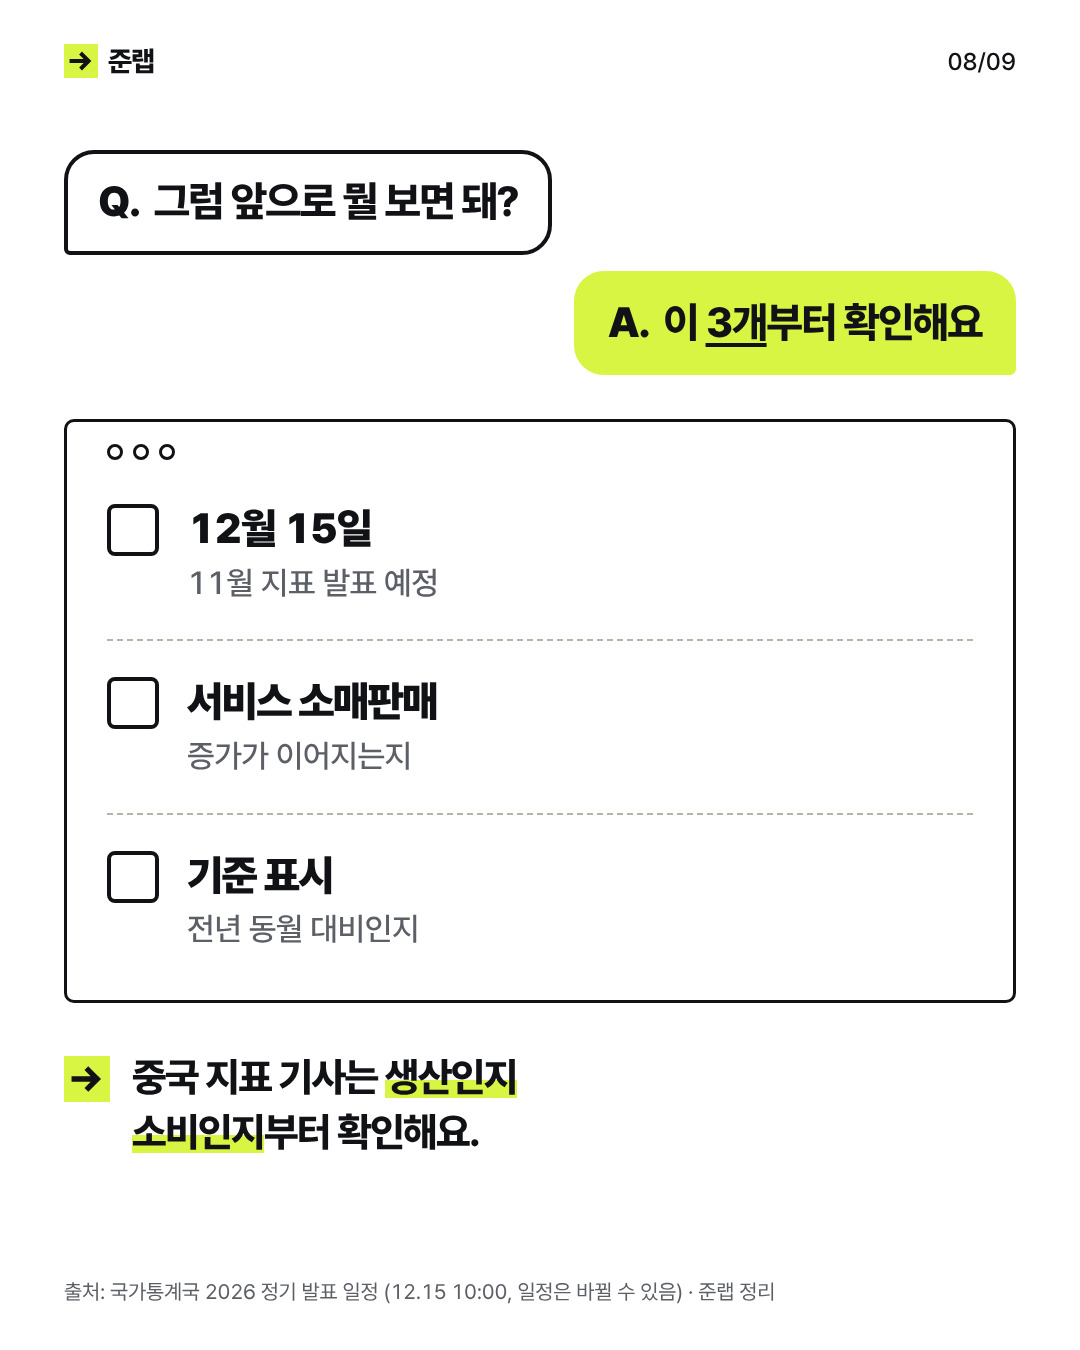 준랩
08/09
Q. 그럼 앞으로 뭘 보면 돼?
A. 이 3개부터 확인해요
12월 15일
11월 지표 발표 예정
서비스 소매판매
증가가 이어지는지
기준 표시
전년 동월 대비인지
중국 지표 기사는 생산인지
소비인지부터 확인해요.
출처: 국가통계국 2026 정기 발표 일정 (12.15 10:00, 일정은 바뀔 수 있음) · 준랩 정리